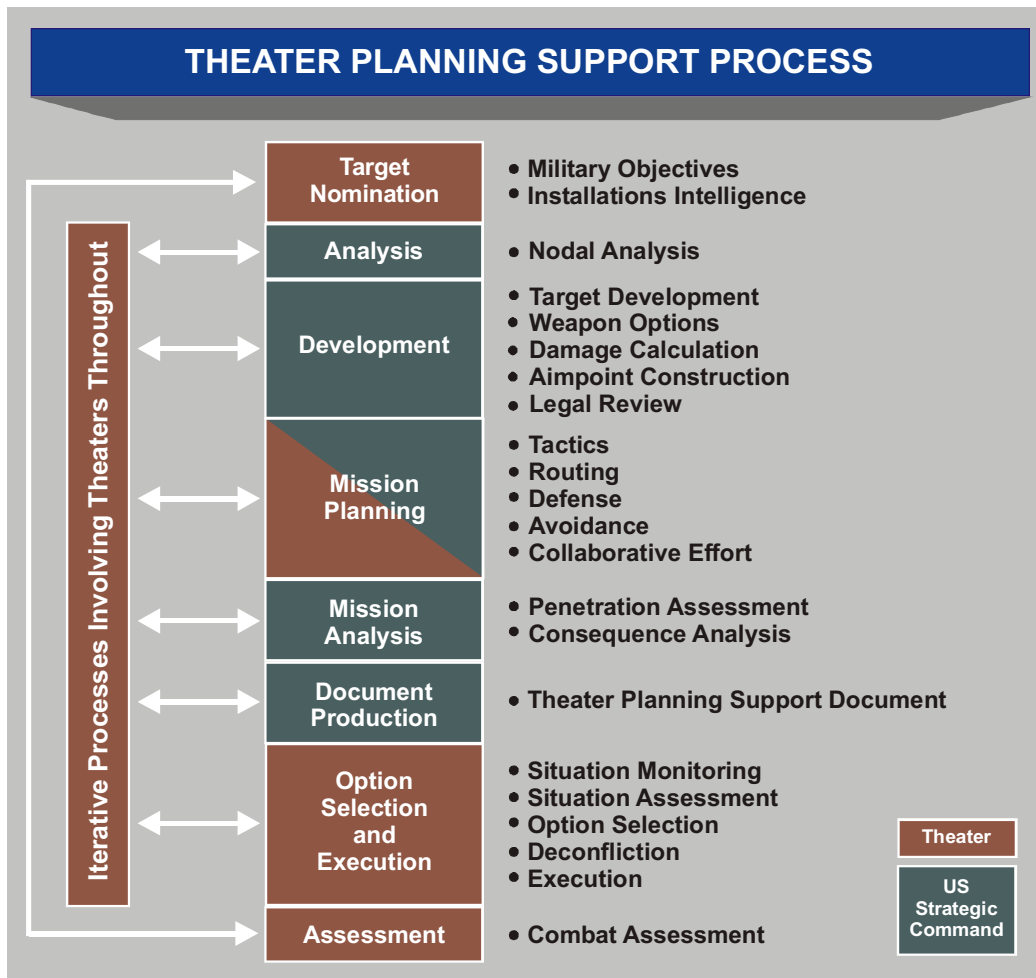 THEATER PLANNING SUPPORT PROCESS
Iterative Processes Involving Theaters Throughout
Target
Nomination
• Military Objectives
• Installations Intelligence
Analysis
• Nodal Analysis
Development
• Target Development
• Weapon Options
• Damage Calculation
• Aimpoint Construction
• Legal Review
Mission
Planning
• Tactics
• Routing
• Defense
• Avoidance
• Collaborative Effort
Mission
Analysis
• Penetration Assessment
• Consequence Analysis
Document
Production
• Theater Planning Support Document
Option
Selection
and
Execution
• Situation Monitoring
• Situation Assessment
• Option Selection
• Deconfliction
• Execution
Assessment
• Combat Assessment
Theater
US
Strategic
Command